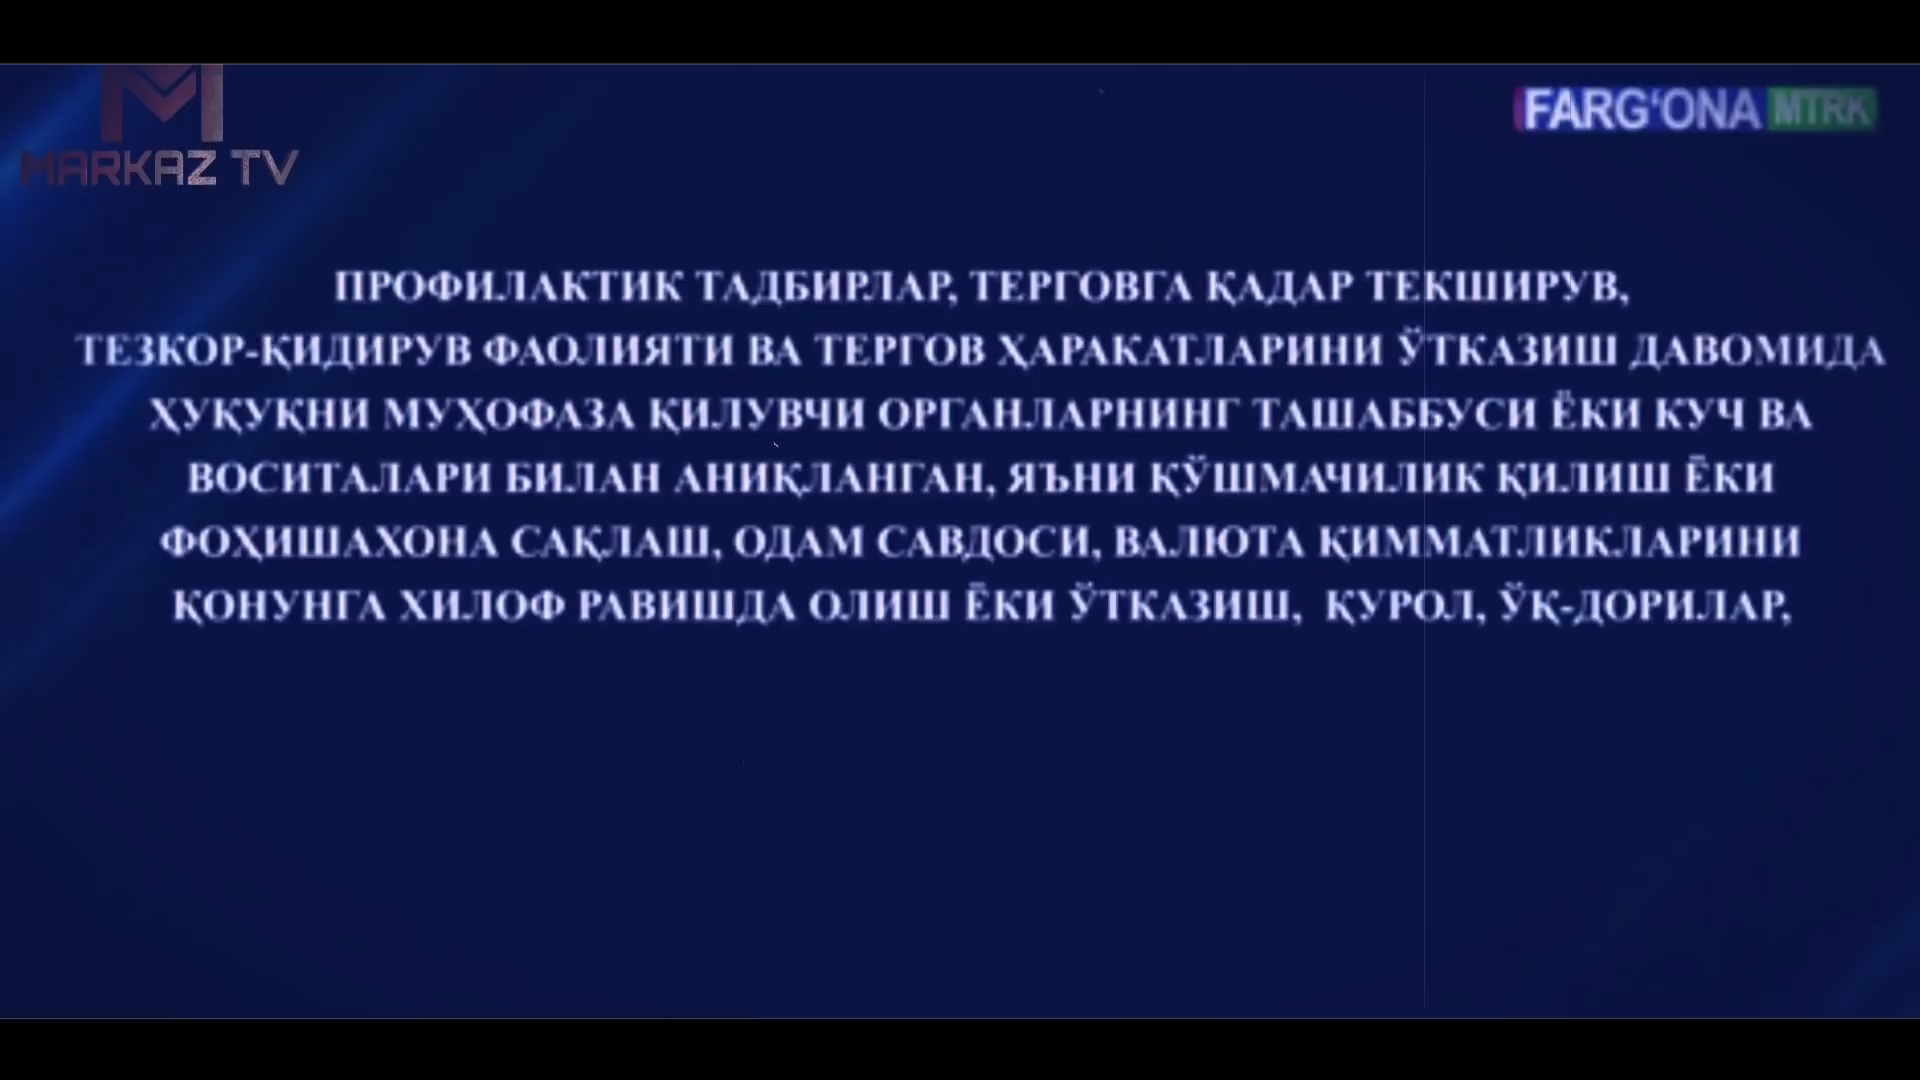 MARKAZ TV
FARG‘ONA MTRK
ПРОФИЛАКТИК ТАДБИРЛАР, ТЕРГОВГА ҚАДАР ТЕКШИРУВ,
ТЕЗКОР-ҚИДИРУВ ФАОЛИЯТИ ВА ТЕРГОВ ҲАРАКАТЛАРИНИ ЎТКАЗИШ ДАВОМИДА
ҲУҚУҚНИ МУҲОФАЗА ҚИЛУВЧИ ОРГАНЛАРНИНГ ТАШАББУСИ ЁКИ КУЧ ВА
ВОСИТАЛАРИ БИЛАН АНИҚЛАНГАН, ЯЪНИ ҚЎШМАЧИЛИК ҚИЛИШ ЁКИ
ФОҲИШАХОНА САҚЛАШ, ОДАМ САВДОСИ, ВАЛЮТА ҚИММАТЛИКЛАРИНИ
ҚОНУНГА ХИЛОФ РАВИШДА ОЛИШ ЁКИ ЎТКАЗИШ, ҚУРОЛ, ЎҚ-ДОРИЛАР,